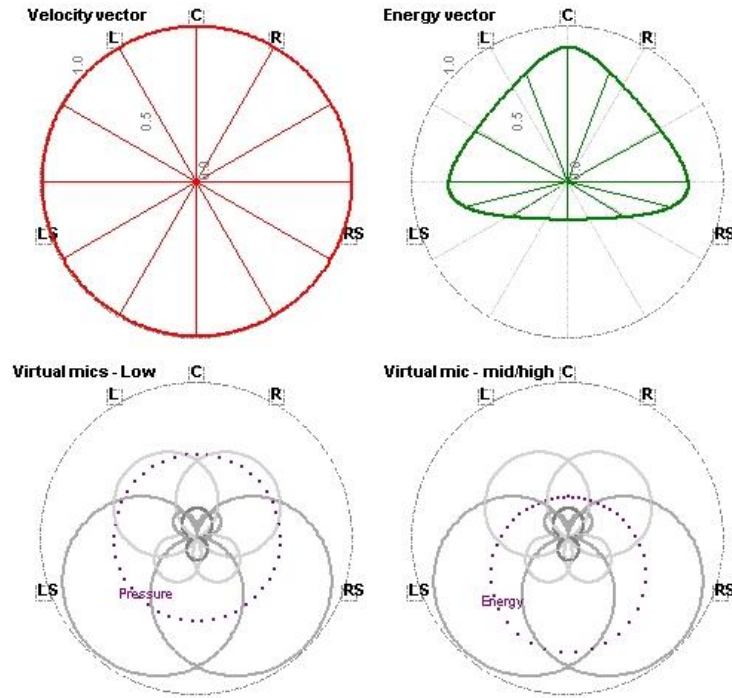 Velocity vector
C
L
R
1.0
0.5
0.0
LS
RS
Energy vector
C
L
R
1.0
0.5
0.0
LS
RS
Virtual mics - Low
C
L
R
Pressure
LS
RS
Virtual mic - mid/high
C
L
R
Energy
LS
RS